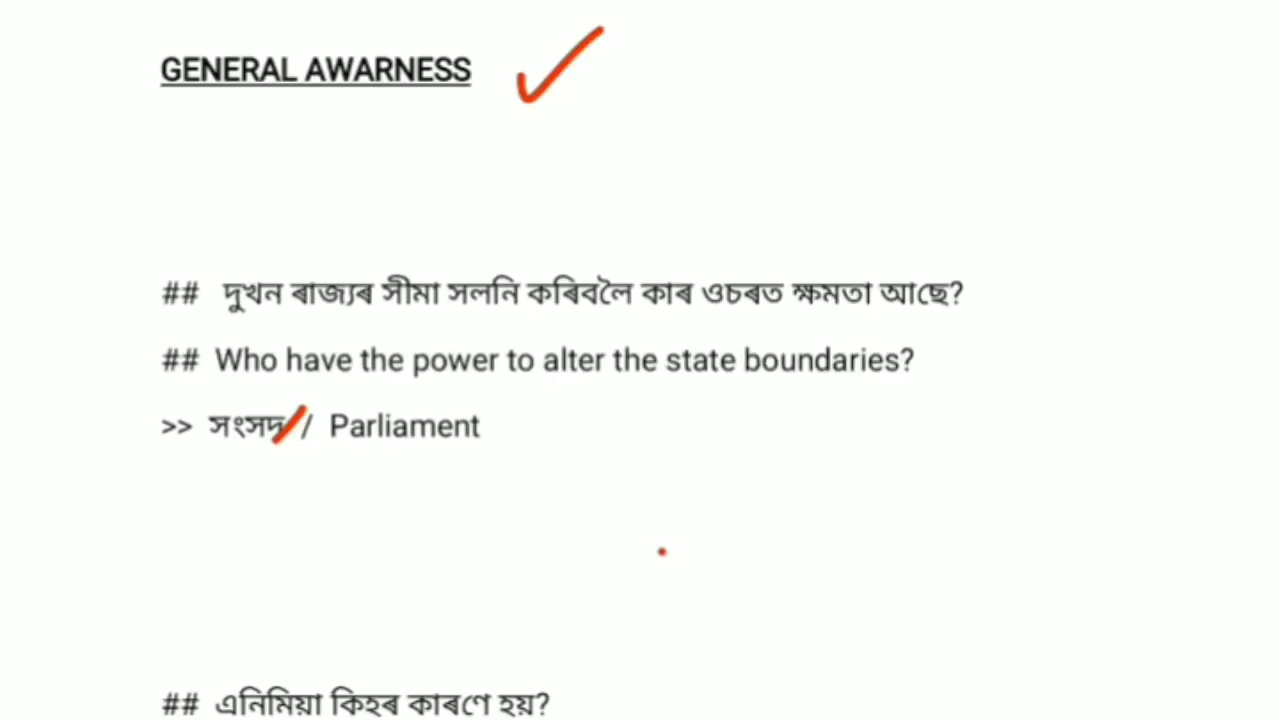 GENERAL AWARNESS
## দুখন ৰাজ্যৰ সীমা সলনি কৰিবলৈ কাৰ ওচৰত ক্ষমতা আছে?
## Who have the power to alter the state boundaries?
>> সংসদ / Parliament
## এনিমিয়া কিহৰ কাৰণে হয়?